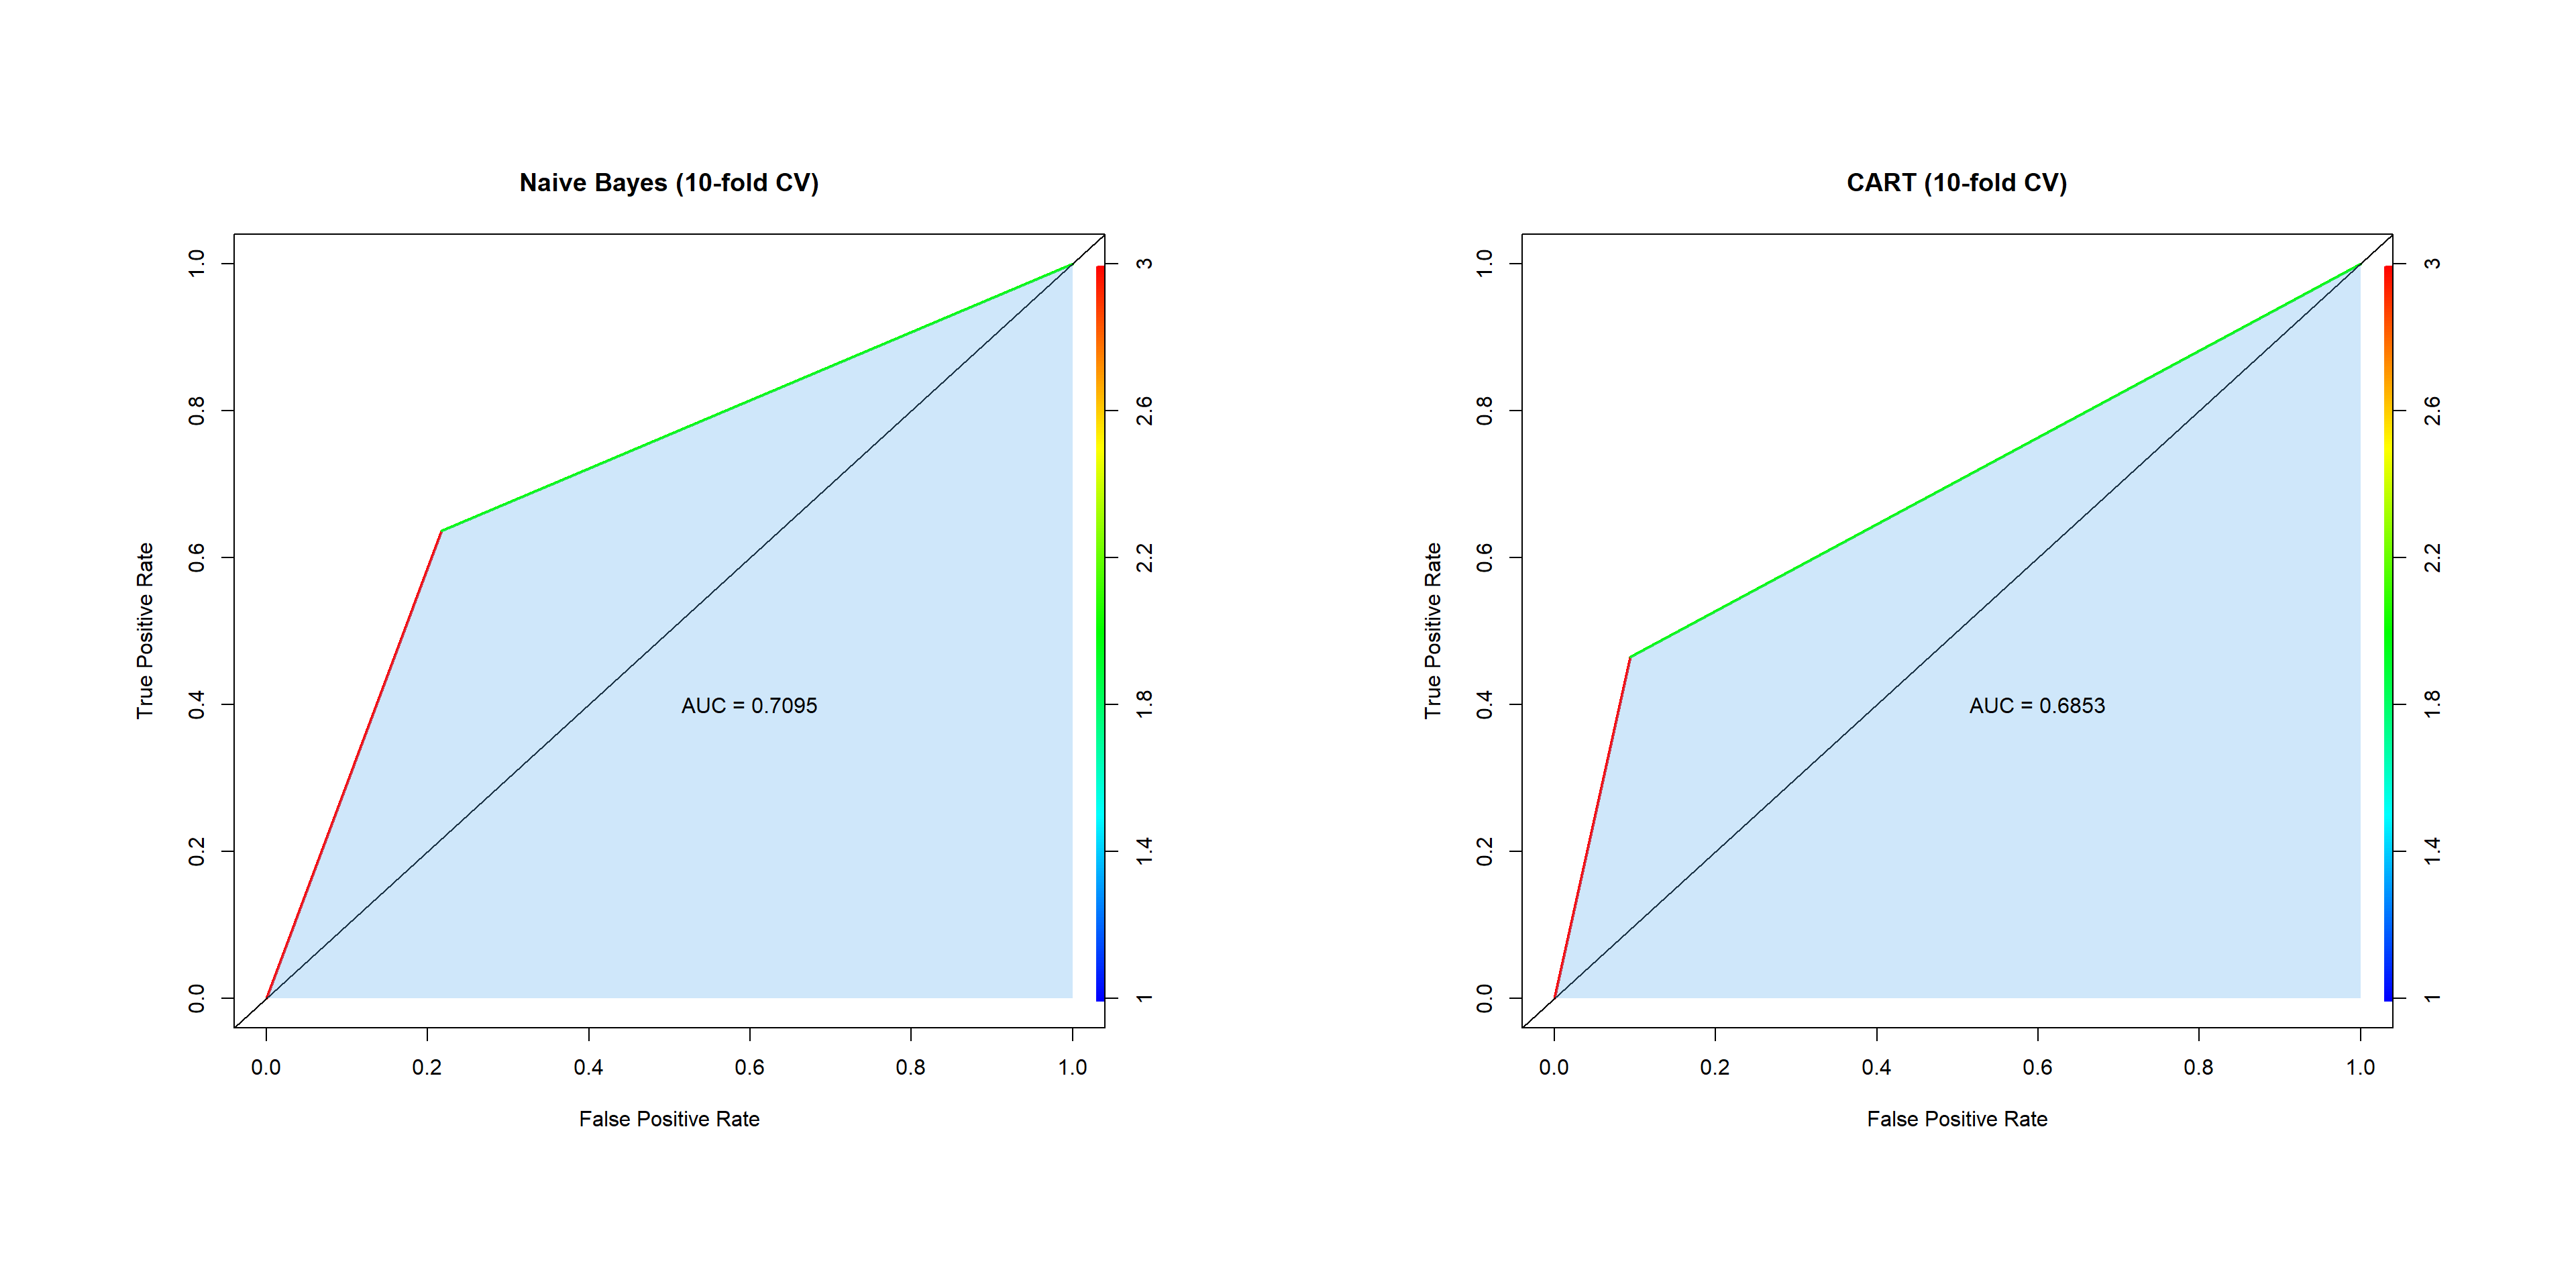 Naive Bayes (10-fold CV)
True Positive Rate
1.0
0.8
0.6
0.4
0.2
0.0
AUC = 0.7095
3
2.6
2.2
1.8
1.4
1
0.0 0.2 0.4 0.6 0.8 1.0
False Positive Rate
CART (10-fold CV)
True Positive Rate
1.0
0.8
0.6
0.4
0.2
0.0
AUC = 0.6853
3
2.6
2.2
1.8
1.4
1
0.0 0.2 0.4 0.6 0.8 1.0
False Positive Rate